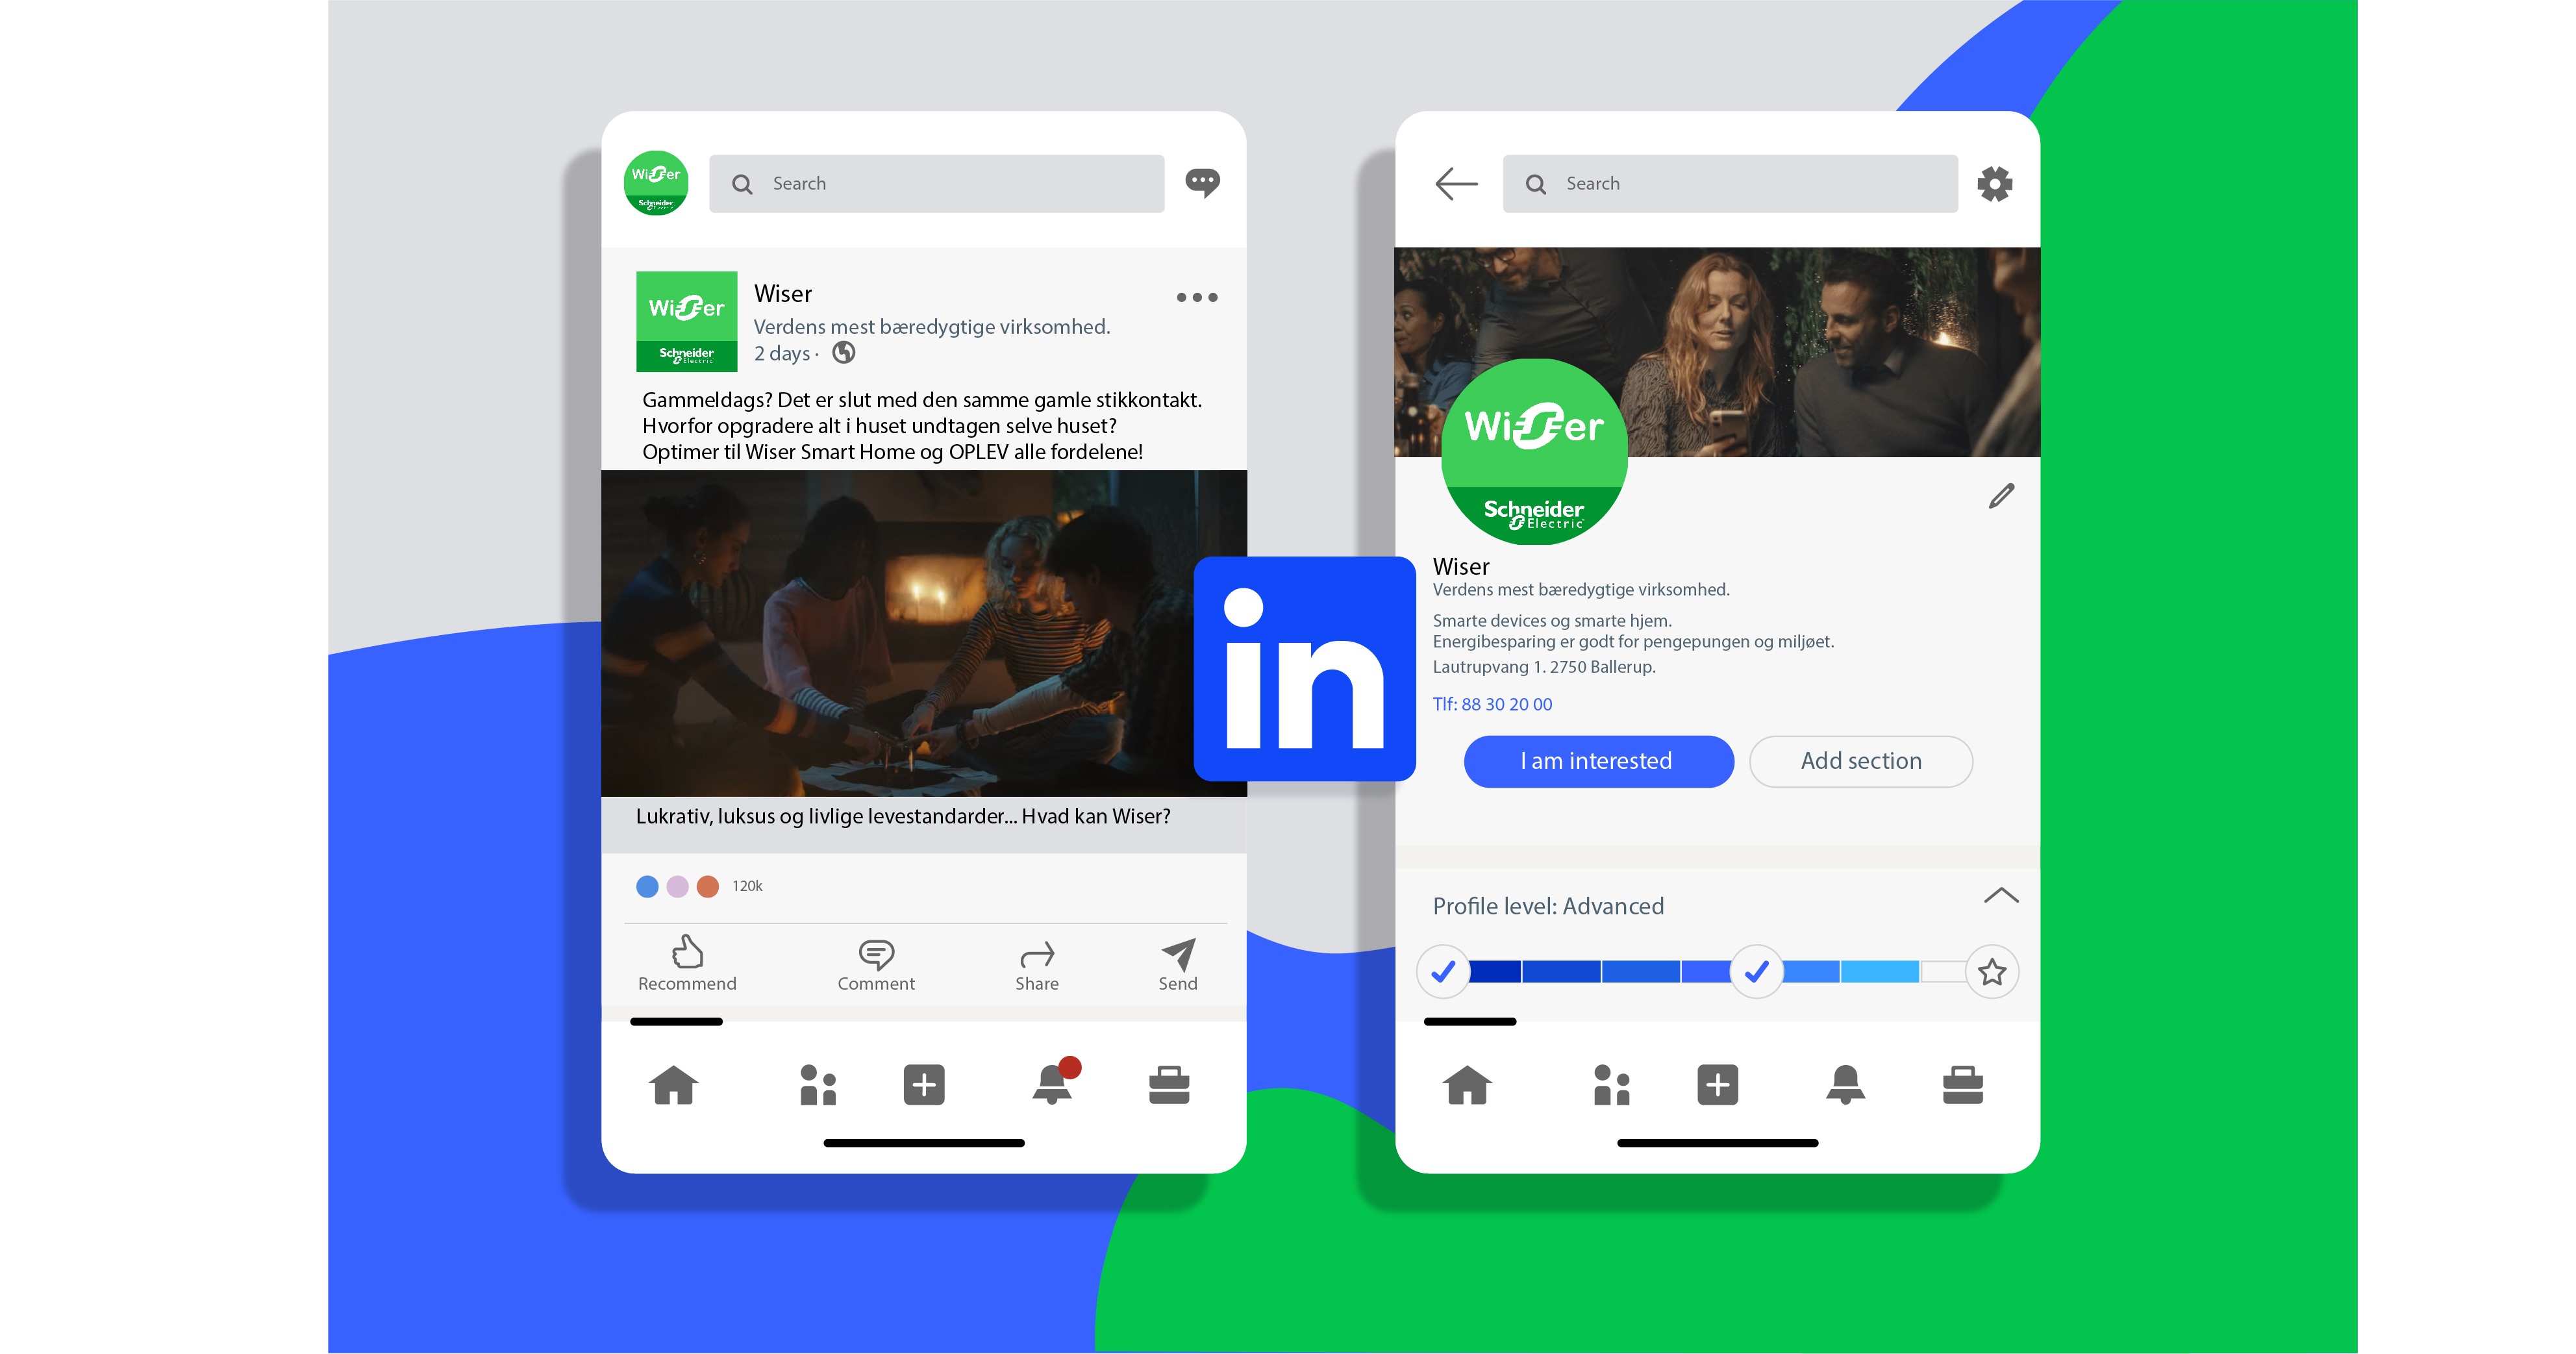 Wiser
Schneider
Electric
Search
Wiser
Schneider
Electric
Wiser
Verdens mest bæredygtige virksomhed.
2 days ·
Gammeldags? Det er slut med den samme gamle stikkontakt.
Hvorfor opgradere alt i huset undtagen selve huset?
Optimer til Wiser Smart Home og OPLEV alle fordelene!
Lukrativ, luksus og livlige levestandarder... Hvad kan Wiser?
120k
Recommend
Comment
Share
Send
in
Search
Wiser
Schneider
Electric
Wiser
Verdens mest bæredygtige virksomhed.
Smarte devices og smarte hjem.
Energibesparing er godt for pengepungen og miljøet.
Lautrupvang 1. 2750 Ballerup.
Tlf: 88 30 20 00
I am interested
Add section
Profile level: Advanced